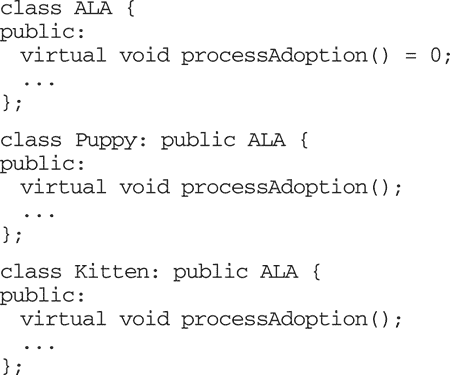 class ALA {
public:
  virtual void processAdoption() = 0;
  ...
};
class Puppy: public ALA {
public:
  virtual void processAdoption();
  ...
};
class Kitten: public ALA {
public:
  virtual void processAdoption();
  ...
};